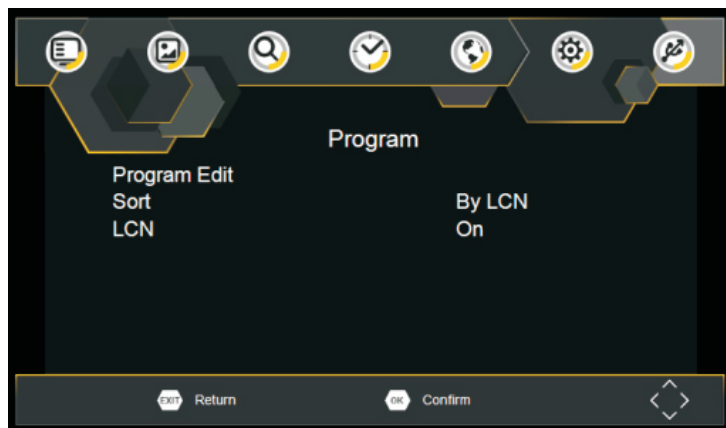 Program
Program Edit
Sort By LCN
LCN On
EXIT Return OK Confirm